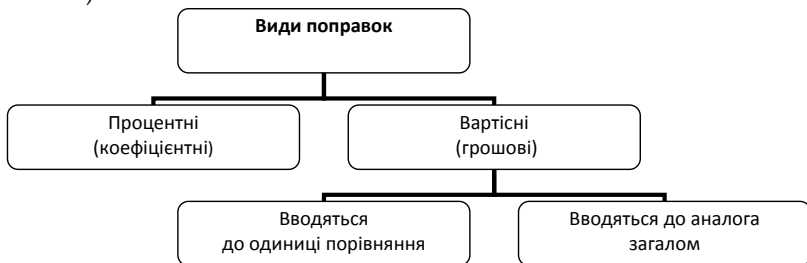 )
Види поправок
Процентні
(коефіцієнтні)
Вартісні
(грошові)
Вводяться
до одиниці порівняння
Вводяться до аналога
загалом